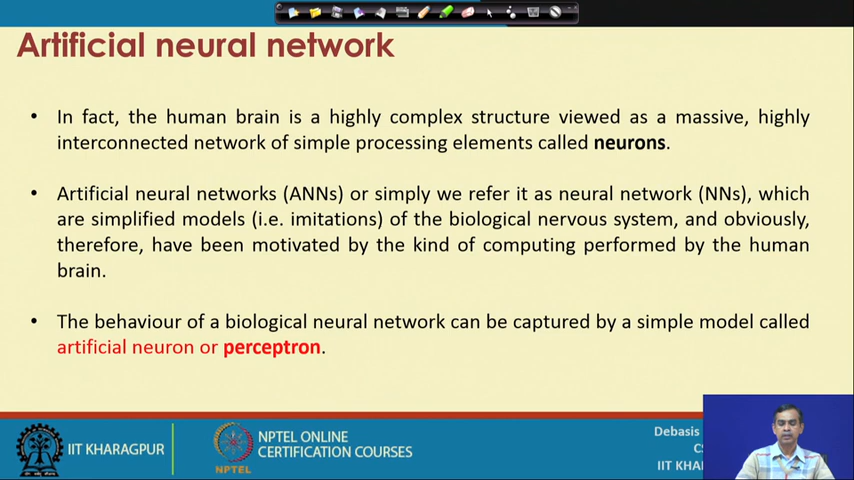 Artificial neural network
• In fact, the human brain is a highly complex structure viewed as a massive, highly
interconnected network of simple processing elements called neurons.
• Artificial neural networks (ANNs) or simply we refer it as neural network (NNs), which
are simplified models (i.e. imitations) of the biological nervous system, and obviously,
therefore, have been motivated by the kind of computing performed by the human
brain.
• The behaviour of a biological neural network can be captured by a simple model called
artificial neuron or perceptron.
IIT KHARAGPUR
NPTEL
NPTEL ONLINE
CERTIFICATION COURSES
Debasis
CS
IIT KHA